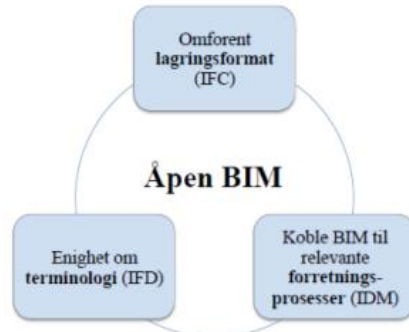 Omforent
lagringsformat
(IFC)
Åpen BIM
Enighet om
terminologi (IFD)
Koble BIM til
relevante
forretnings-
prosesser (IDM)